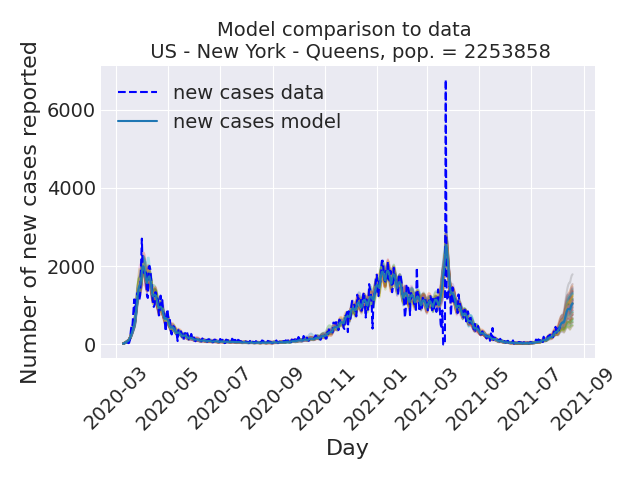 Model comparison to data
US - New York - Queens, pop. = 2253858
Number of new cases reported
6000
4000
2000
0
new cases data
new cases model
2020-03
2020-05
2020-07
2020-09
2020-11
2021-01
2021-03
2021-05
2021-07
2021-09
Day